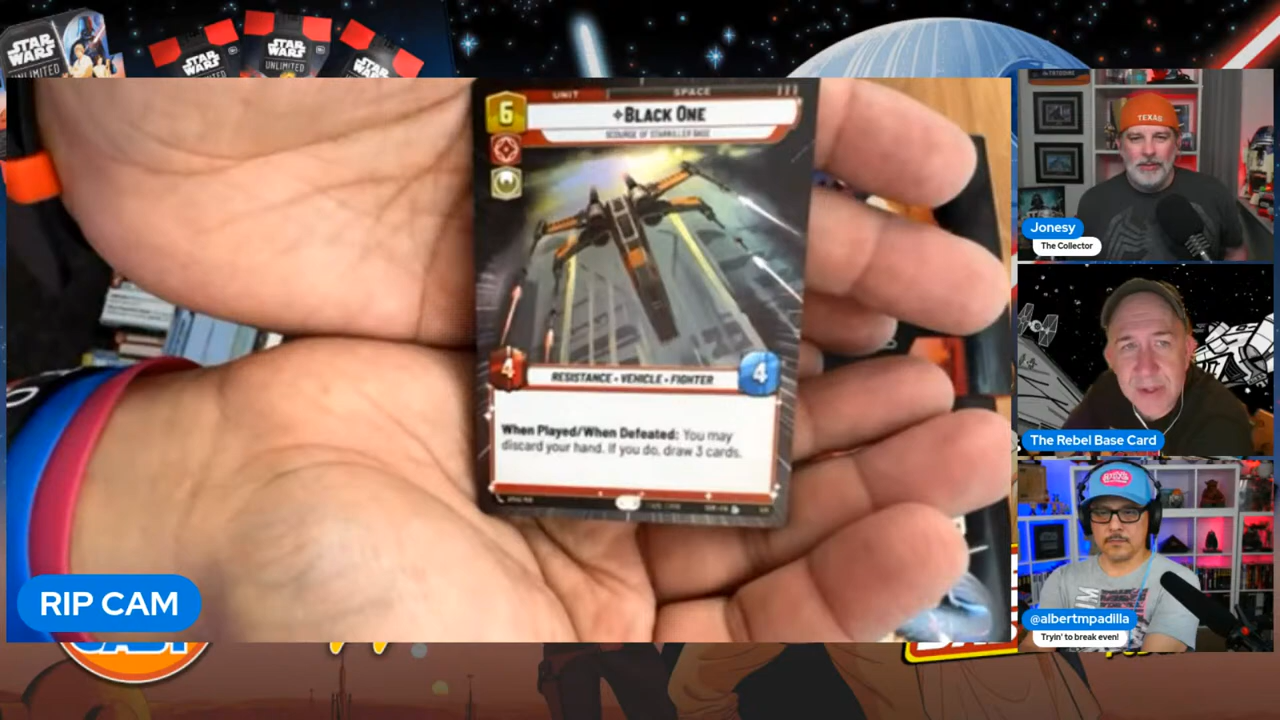 STAR
WARS
UNLIMITED
STAR
WARS
STAR
WARS
UNLIMITED
STAR
WARS
UNIT
SPACE
6
BLACK ONE
SCOURGE OF STARKILLER BASE
4
RESISTANCE • VEHICLE • FIGHTER
4
When Played/When Defeated: You may
discard your hand. If you do, draw 3 cards.
RIP CAM
TEXAS
Jonesy
The Collector
The Rebel Base Card
@albertmpadilla
Tryin' to break even!